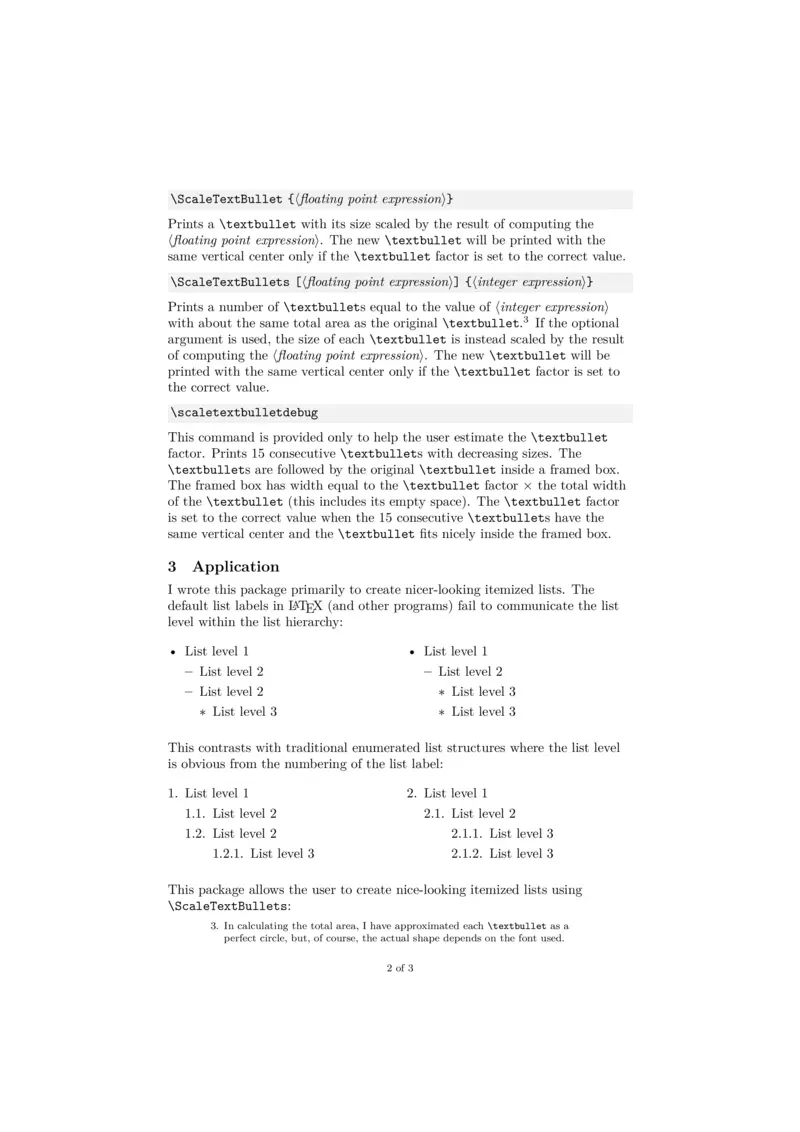 \ScaleTextBullet {⟨floating point expression⟩}
Prints a \textbullet with its size scaled by the result of computing the
⟨floating point expression⟩. The new \textbullet will be printed with the
same vertical center only if the \textbullet factor is set to the correct value.
\ScaleTextBullets [⟨floating point expression⟩] {⟨integer expression⟩}
Prints a number of \textbullets equal to the value of ⟨integer expression⟩
with about the same total area as the original \textbullet.³ If the optional
argument is used, the size of each \textbullet is instead scaled by the result
of computing the ⟨floating point expression⟩. The new \textbullet will be
printed with the same vertical center only if the \textbullet factor is set to
the correct value.
\scaletextbulletdebug
This command is provided only to help the user estimate the \textbullet
factor. Prints 15 consecutive \textbullets with decreasing sizes. The
\textbullets are followed by the original \textbullet inside a framed box.
The framed box has width equal to the \textbullet factor × the total width
of the \textbullet (this includes its empty space). The \textbullet factor
is set to the correct value when the 15 consecutive \textbullets have the
same vertical center and the \textbullet fits nicely inside the framed box.
3 Application
I wrote this package primarily to create nicer-looking itemized lists. The
default list labels in LATEX (and other programs) fail to communicate the list
level within the list hierarchy:
• List level 1
– List level 2
– List level 2
∗ List level 3
• List level 1
– List level 2
∗ List level 3
∗ List level 3
This contrasts with traditional enumerated list structures where the list level
is obvious from the numbering of the list label:
1. List level 1
1.1. List level 2
1.2. List level 2
1.2.1. List level 3
2. List level 1
2.1. List level 2
2.1.1. List level 3
2.1.2. List level 3
This package allows the user to create nice-looking itemized lists using
\ScaleTextBullets:
3. In calculating the total area, I have approximated each \textbullet as a
perfect circle, but, of course, the actual shape depends on the font used.
2 of 3